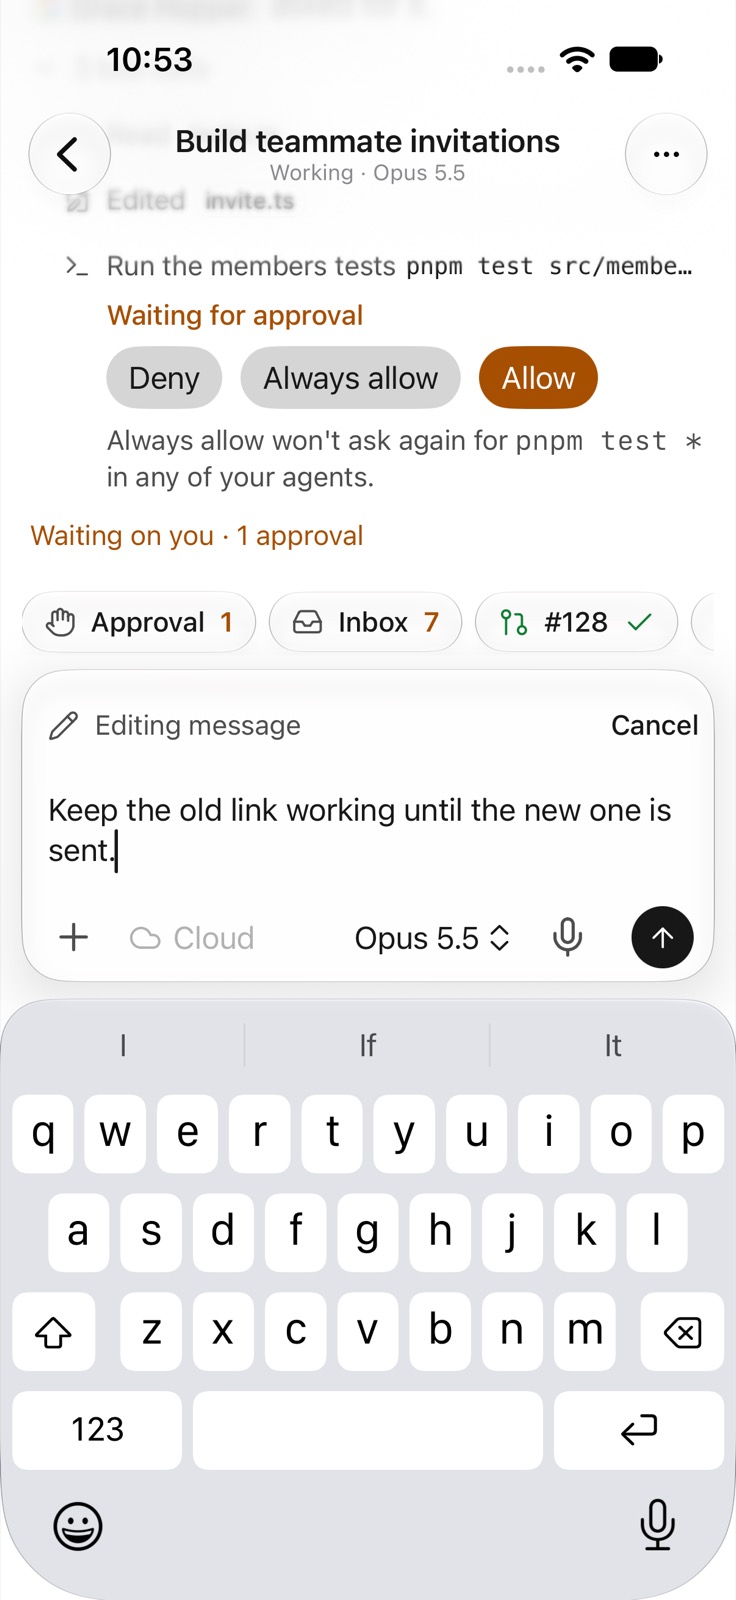 10:53
Build teammate invitations
Working · Opus 5.5
Edited invite.ts
Run the members tests pnpm test src/membe…
Waiting for approval
Deny
Always allow
Allow
Always allow won't ask again for pnpm test *
in any of your agents.
Waiting on you · 1 approval
Approval 1
Inbox 7
#128
Editing message
Cancel
Keep the old link working until the new one is
sent.
Cloud
Opus 5.5
I
If
It
q w e r t y u i o p
a s d f g h j k l
z x c v b n m
123